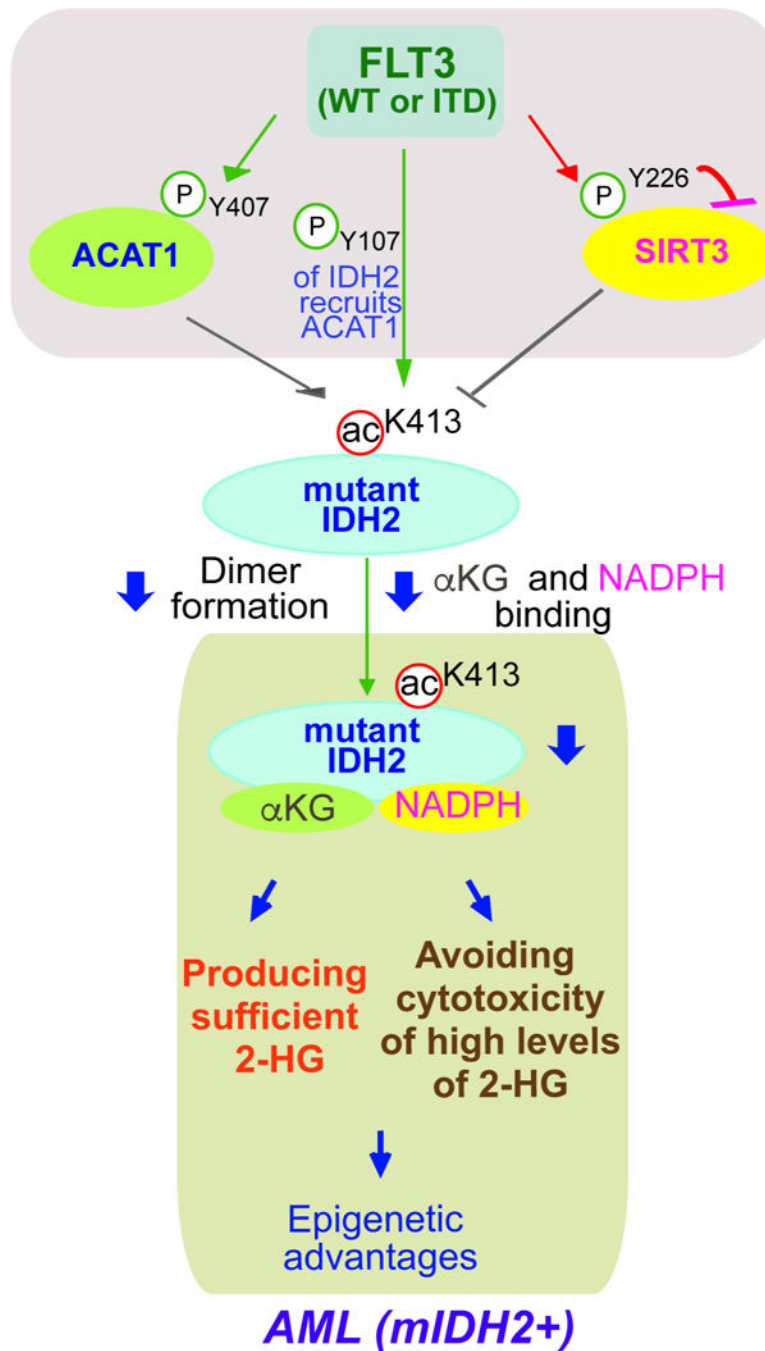 FLT3
(WT or ITD)
P
Y407
ACAT1
P
Y107
of IDH2
recruits
ACAT1
P
Y226
SIRT3
ac
K413
mutant
IDH2
Dimer
formation
αKG and NADPH
binding
ac
K413
mutant
IDH2
αKG
NADPH
Producing
sufficient
2-HG
Avoiding
cytotoxicity
of high levels
of 2-HG
Epigenetic
advantages
AML (mIDH2+)